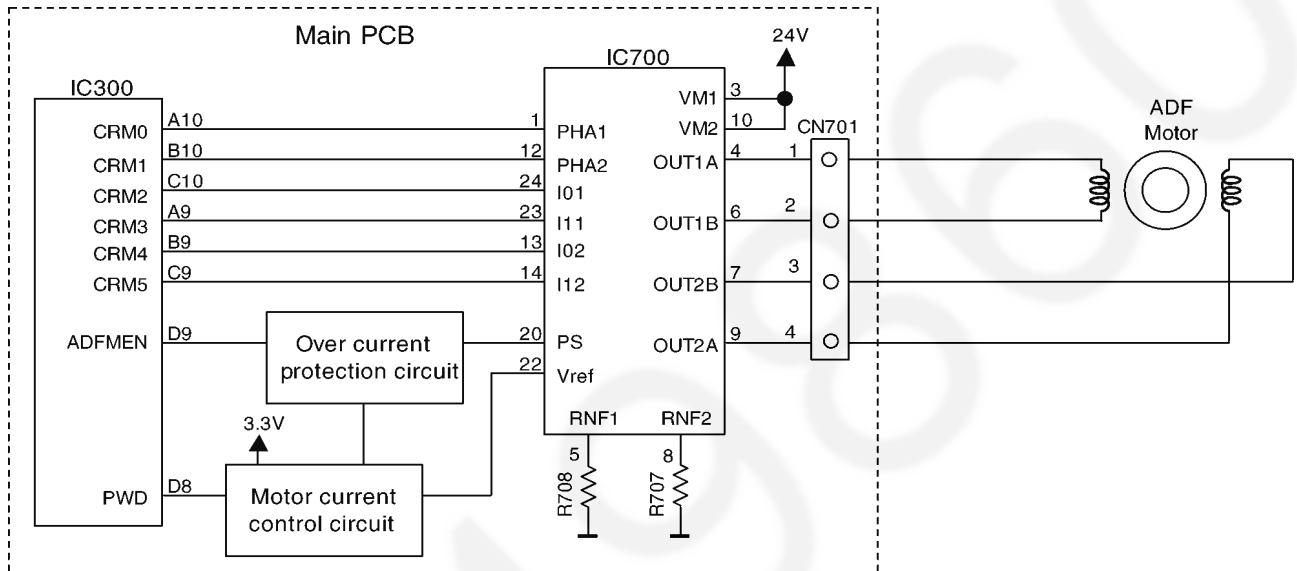 Main PCB
24V
IC300
IC700
CN701
ADF
Motor
CRM0 A10 1 PHA1
CRM1 B10 12 PHA2
CRM2 C10 24 I01
CRM3 A9 23 I11
CRM4 B9 13 I02
CRM5 C9 14 I12
ADFMEN D9
Over current
protection circuit
20 PS
22 Vref
VM1 3
VM2 10
OUT1A 4 1
OUT1B 6 2
OUT2B 7 3
OUT2A 9 4
RNF1 RNF2
5 8
R708 R707
3.3V
PWD D8
Motor current
control circuit